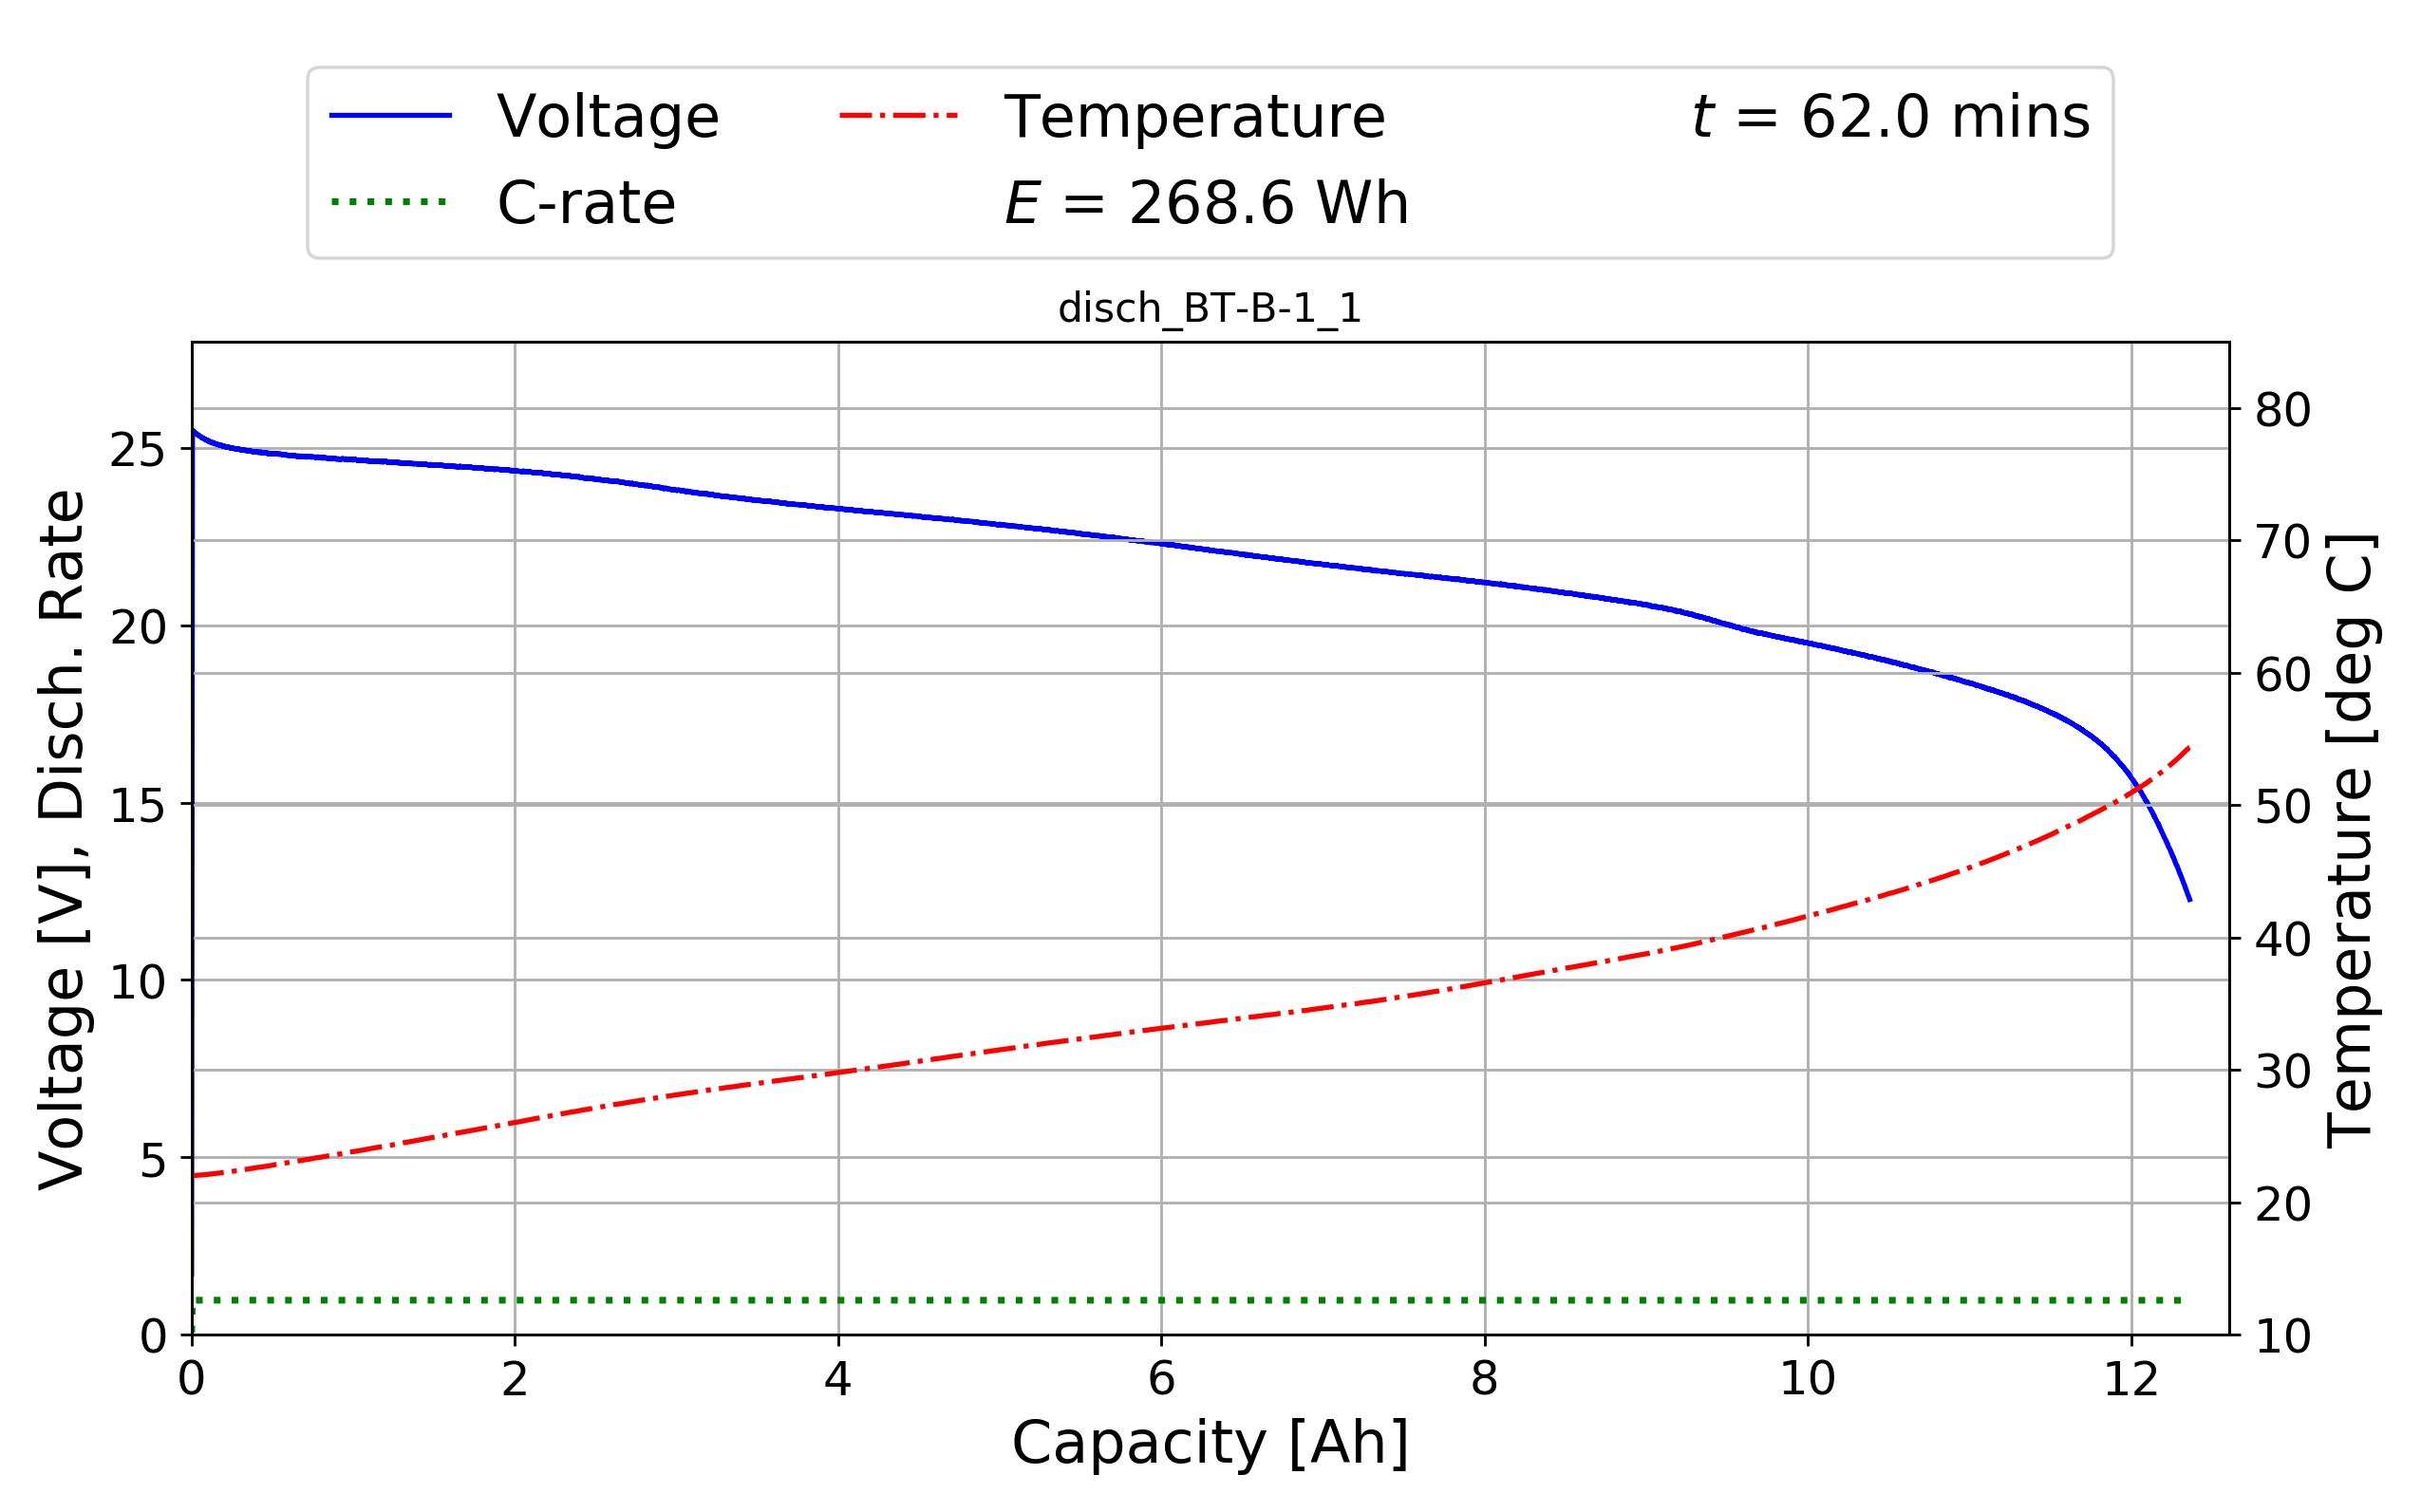 Voltage
Temperature
t = 62.0 mins
C-rate
E = 268.6 Wh
disch_BT-B-1_1
Voltage [V], Disch. Rate
25
20
15
10
5
0
80
70
60
50
40
30
20
10
Temperature [deg C]
0 2 4 6 8 10 12
Capacity [Ah]